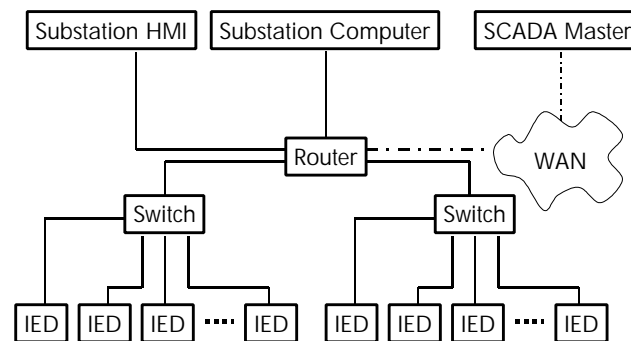 Substation HMI
Substation Computer
SCADA Master
Router
WAN
Switch
Switch
IED
IED
IED
IED
IED
IED
IED
IED